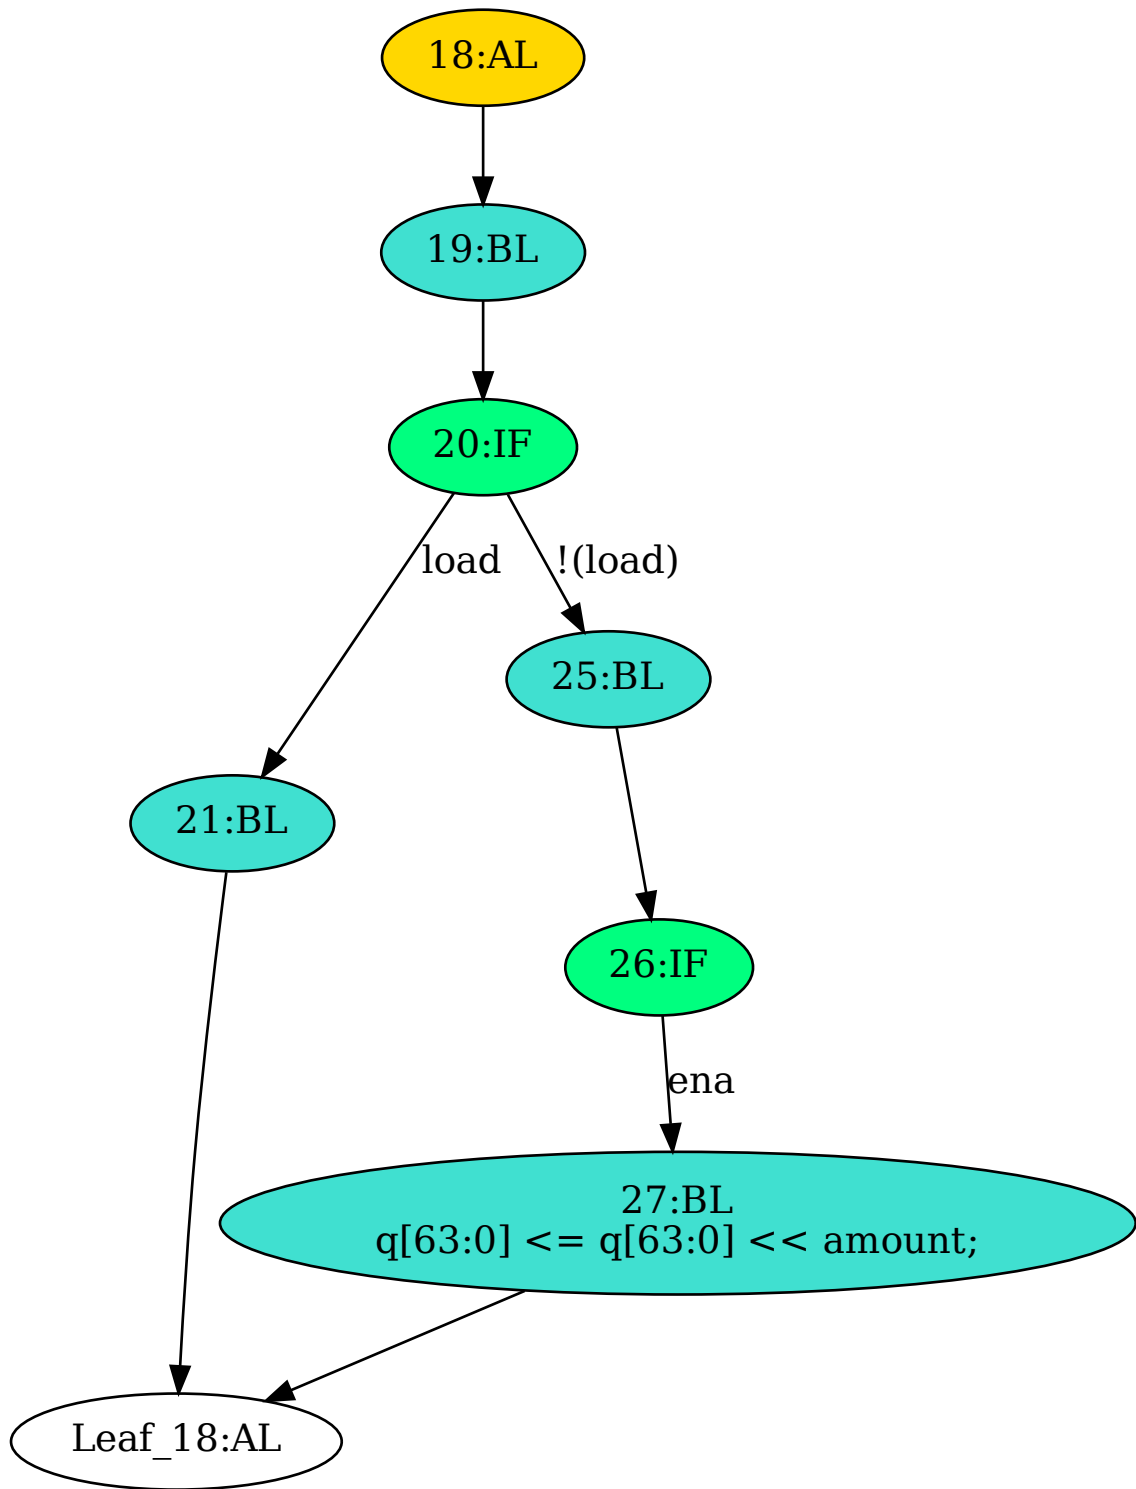 18:AL
19:BL
20:IF
load
!(load)
25:BL
21:BL
26:IF
ena
27:BL
q[63:0] <= q[63:0] << amount;
Leaf_18:AL